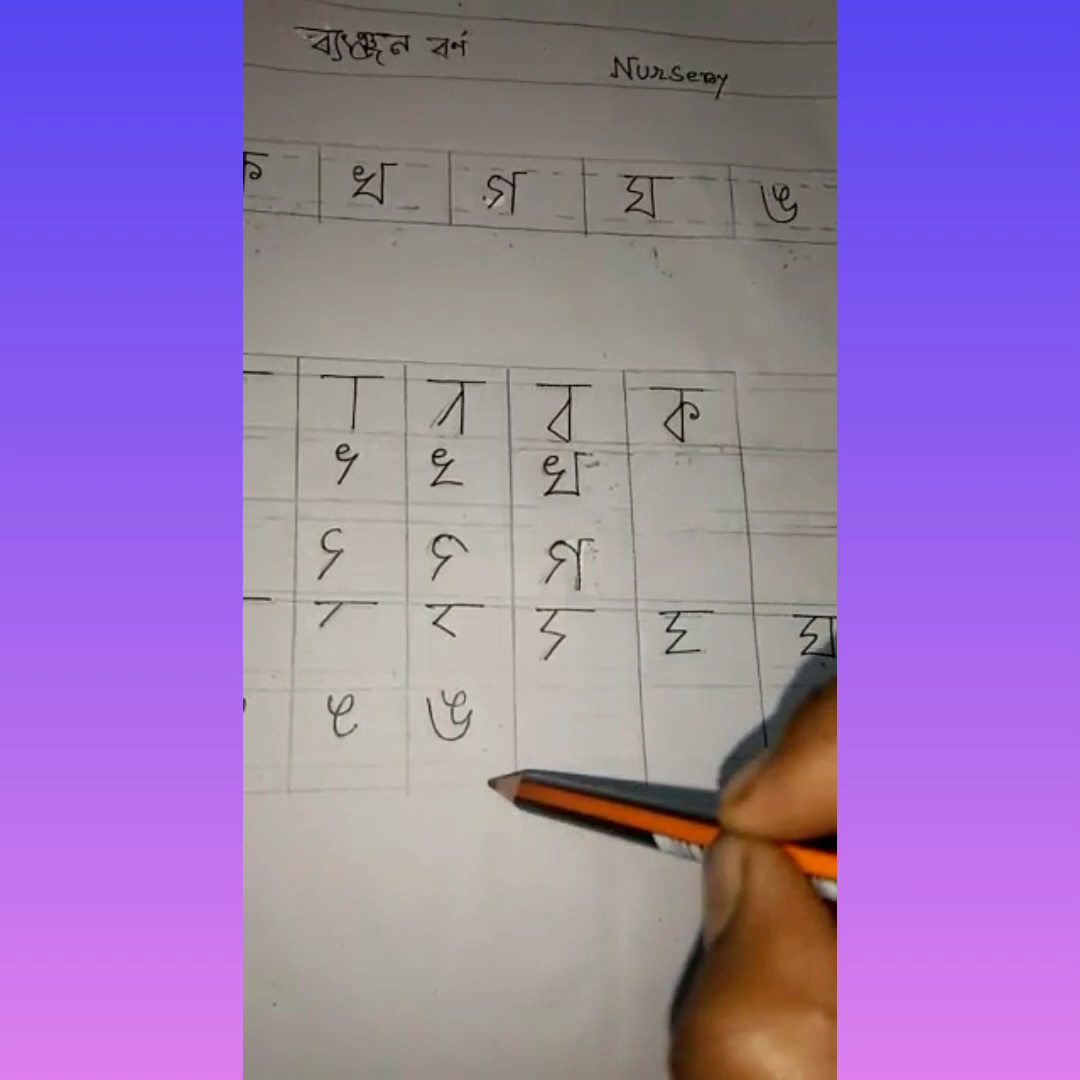 ব্যঞ্জন বর্ণ Nursery
ক খ গ ঘ ঙ
ব ক
খ
গ
ঘ
ঙ